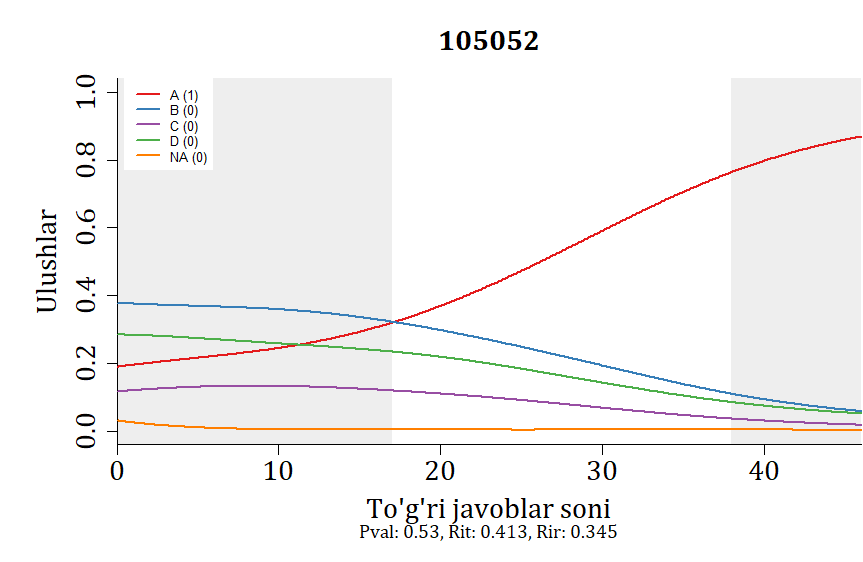 105052
A (1)
B (0)
C (0)
D (0)
NA (0)
Ulushlar
0.0 0.2 0.4 0.6 0.8 1.0
0 10 20 30 40
To'g'ri javoblar soni
Pval: 0.53, Rit: 0.413, Rir: 0.345